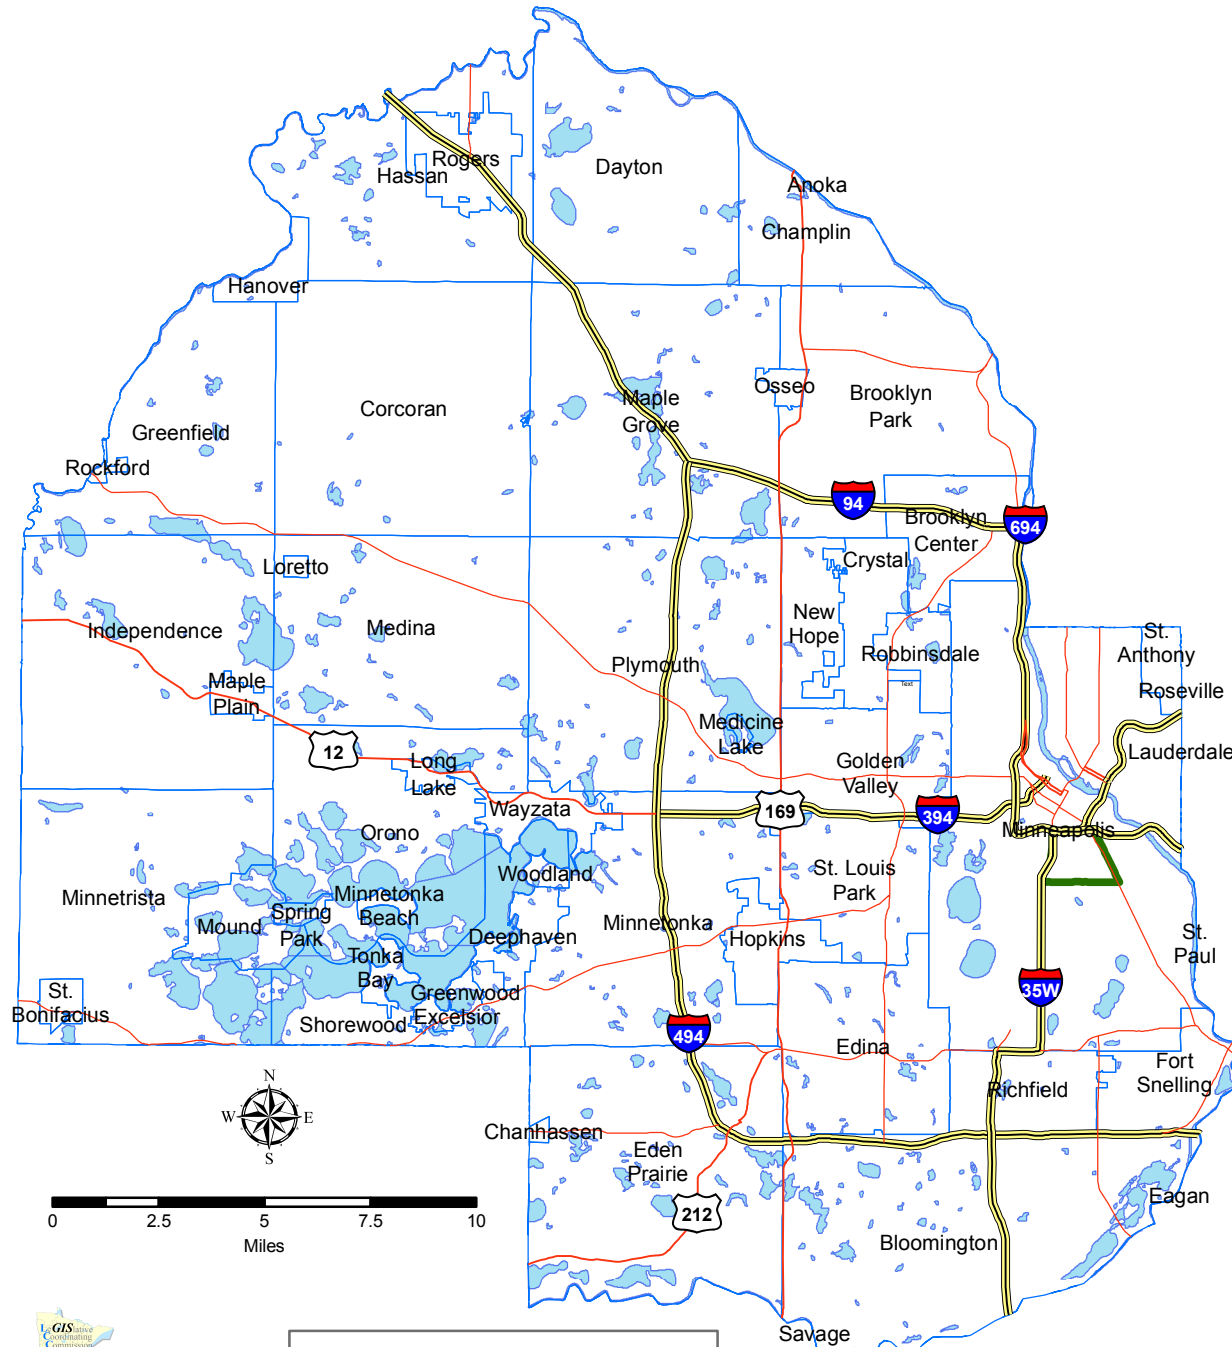 Rogers
Hassan
Dayton
Anoka
Champlin
Hanover
Corcoran
Greenfield
Rockford
Maple
Grove
Osseo
Brooklyn
Park
94
694
Brooklyn
Center
Crystal
Loretto
Independence
Medina
New
Hope
Robbinsdale
Text
St.
Anthony
Roseville
Plymouth
Maple
Plain
Medicine
Lake
12
Long
Lake
Golden
Valley
Lauderdale
Wayzata
169
394
Minneapolis
Orono
Woodland
St. Louis
Park
Minnetrista
Minnetonka
Beach
Spring
Park
Mound
Deephaven
Minnetonka
Hopkins
Tonka
Bay
St.
Paul
Greenwood
Excelsior
Shorewood
St.
Bonifacius
35W
494
Edina
Richfield
Fort
Snelling
N
W E
S
Chanhassen
Eden
Prairie
212
Eagan
Bloomington
0 2.5 5 7.5 10
Miles
Savage
LeGISlative
Coordinating
Commission